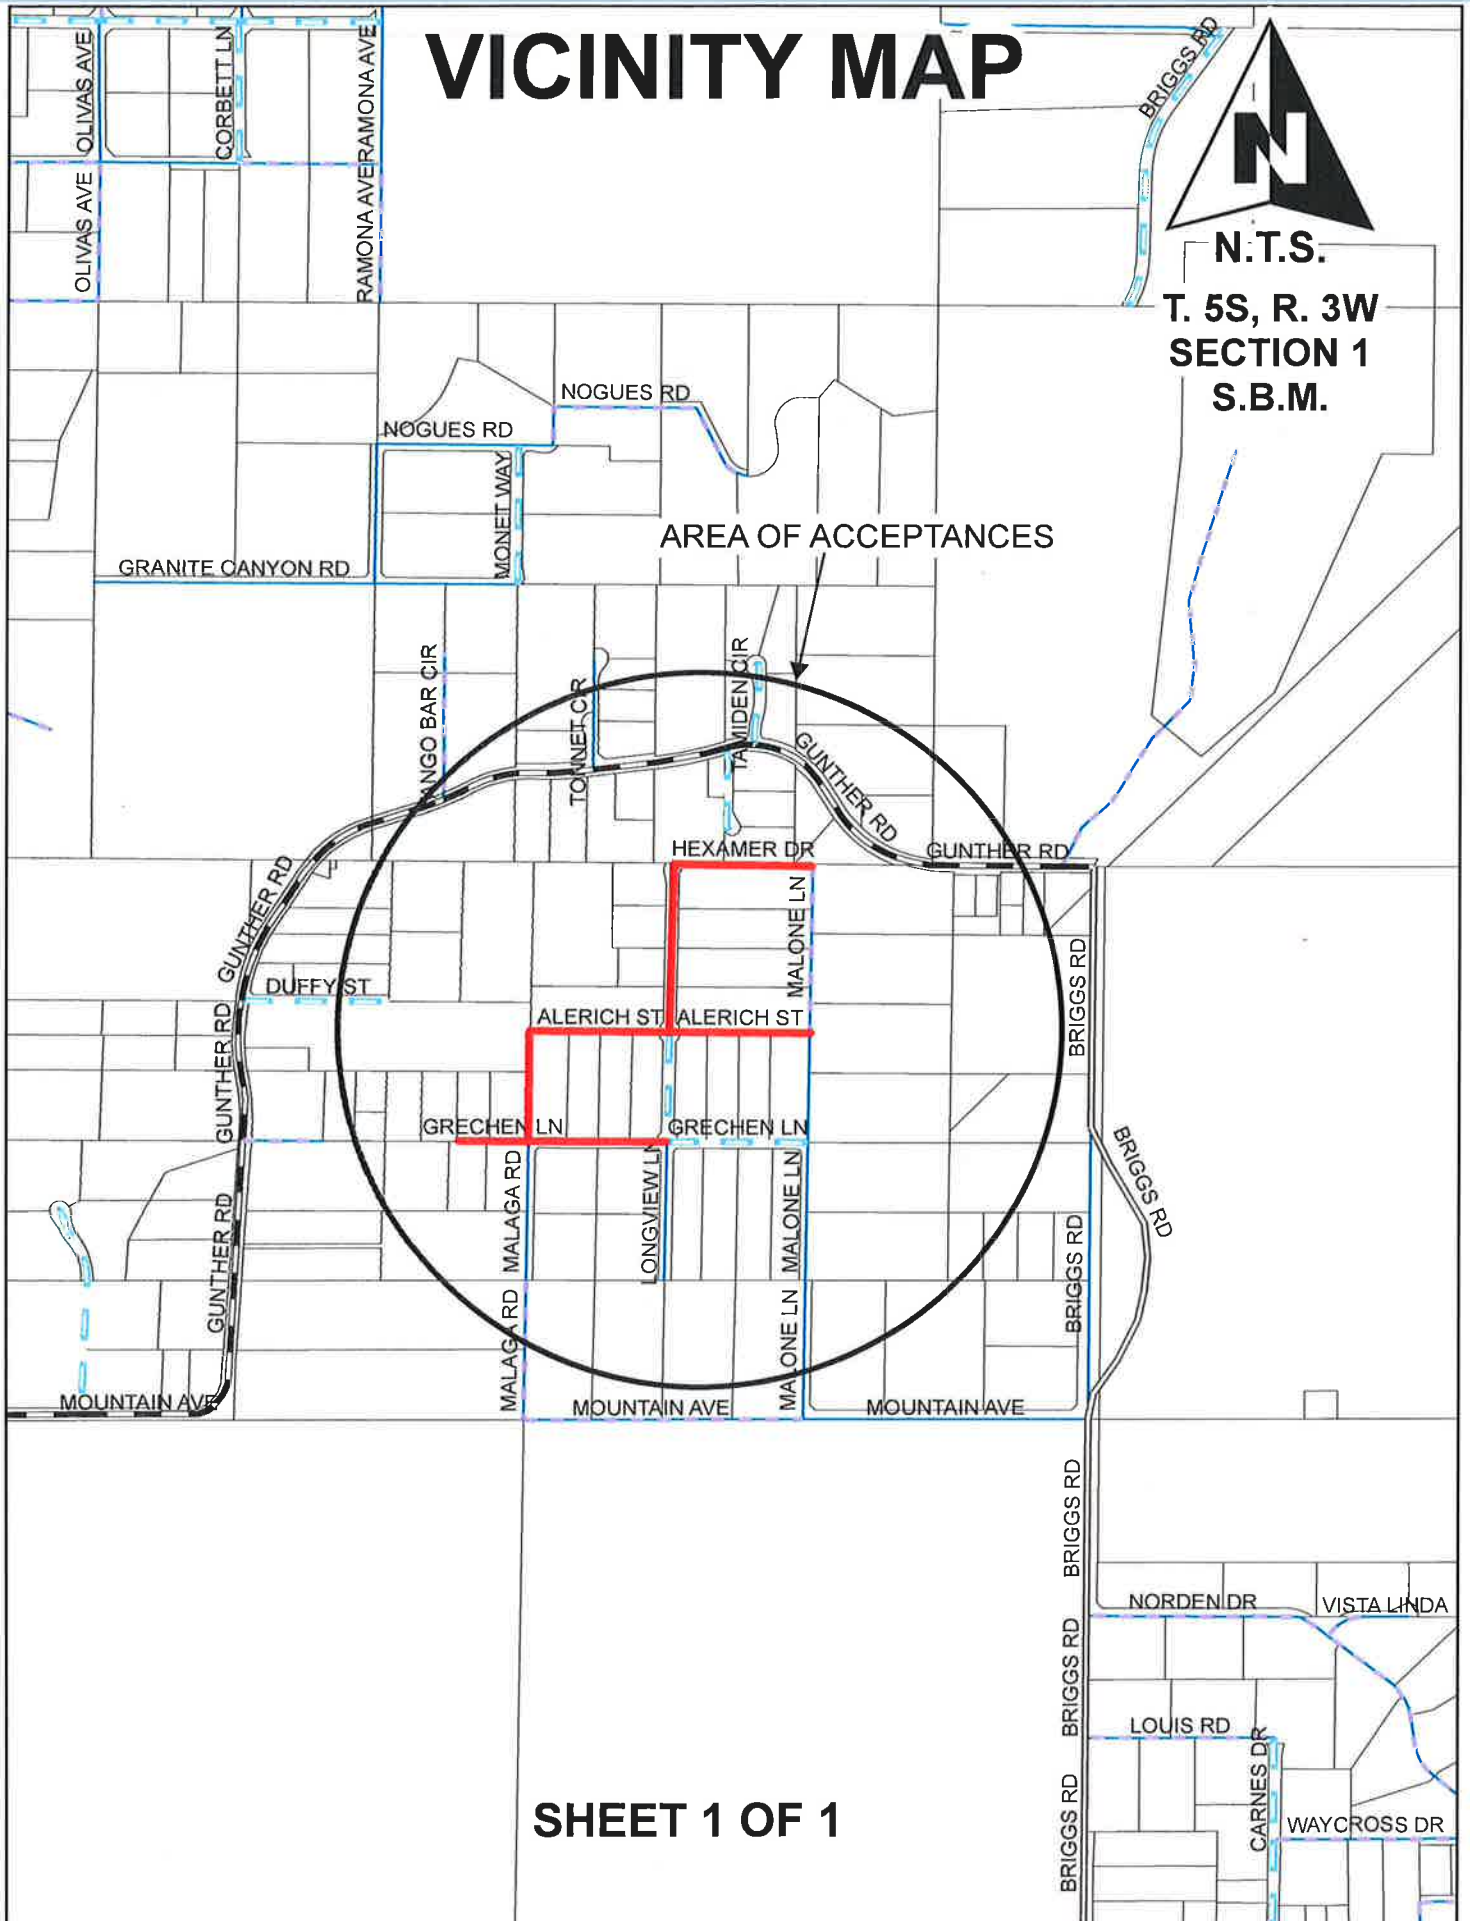 VICINITY MAP
OLIVAS AVE
CORBETT LN
RAMONA AVE
RAMONA AVE
OLIVAS AVE
BRIGGS RD
N
N.T.S.
T. 5S, R. 3W
SECTION 1
S.B.M.
NOGUES RD
NOGUES RD
MONET WAY
AREA OF ACCEPTANCES
GRANITE CANYON RD
TANGO BAR CIR
TONNET CIR
TAMIDEN CIR
GUNTHER RD
HEXAMER DR
GUNTHER RD
GUNTHER RD
MALONE LN
BRIGGS RD
DUFFY ST
ALERICH ST
ALERICH ST
GUNTHER RD
GRECHEN LN
GRECHEN LN
BRIGGS RD
MALAGA RD
LONGVIEW LN
MALONE LN
GUNTHER RD
BRIGGS RD
MALAGA RD
MALONE LN
MOUNTAIN AVE
MOUNTAIN AVE
MOUNTAIN AVE
BRIGGS RD
NORDEN DR
VISTA LINDA
BRIGGS RD
LOUIS RD
CARNES DR
BRIGGS RD
SHEET 1 OF 1
WAYCROSS DR